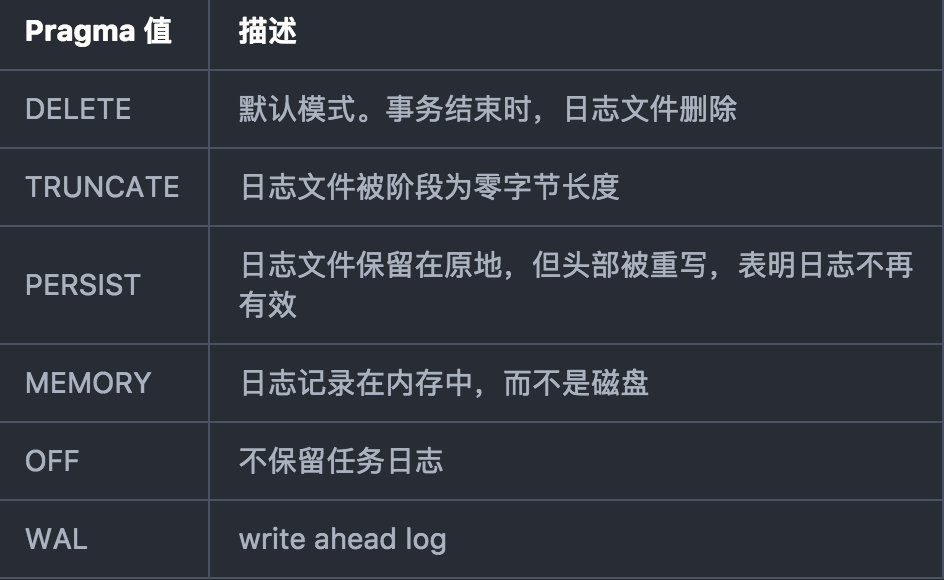 Pragma 值 描述
DELETE 默认模式。事务结束时，日志文件删除
TRUNCATE 日志文件被阶段为零字节长度
PERSIST 日志文件保留在原地，但头部被重写，表明日志不再
有效
MEMORY 日志记录在内存中，而不是磁盘
OFF 不保留任务日志
WAL write ahead log